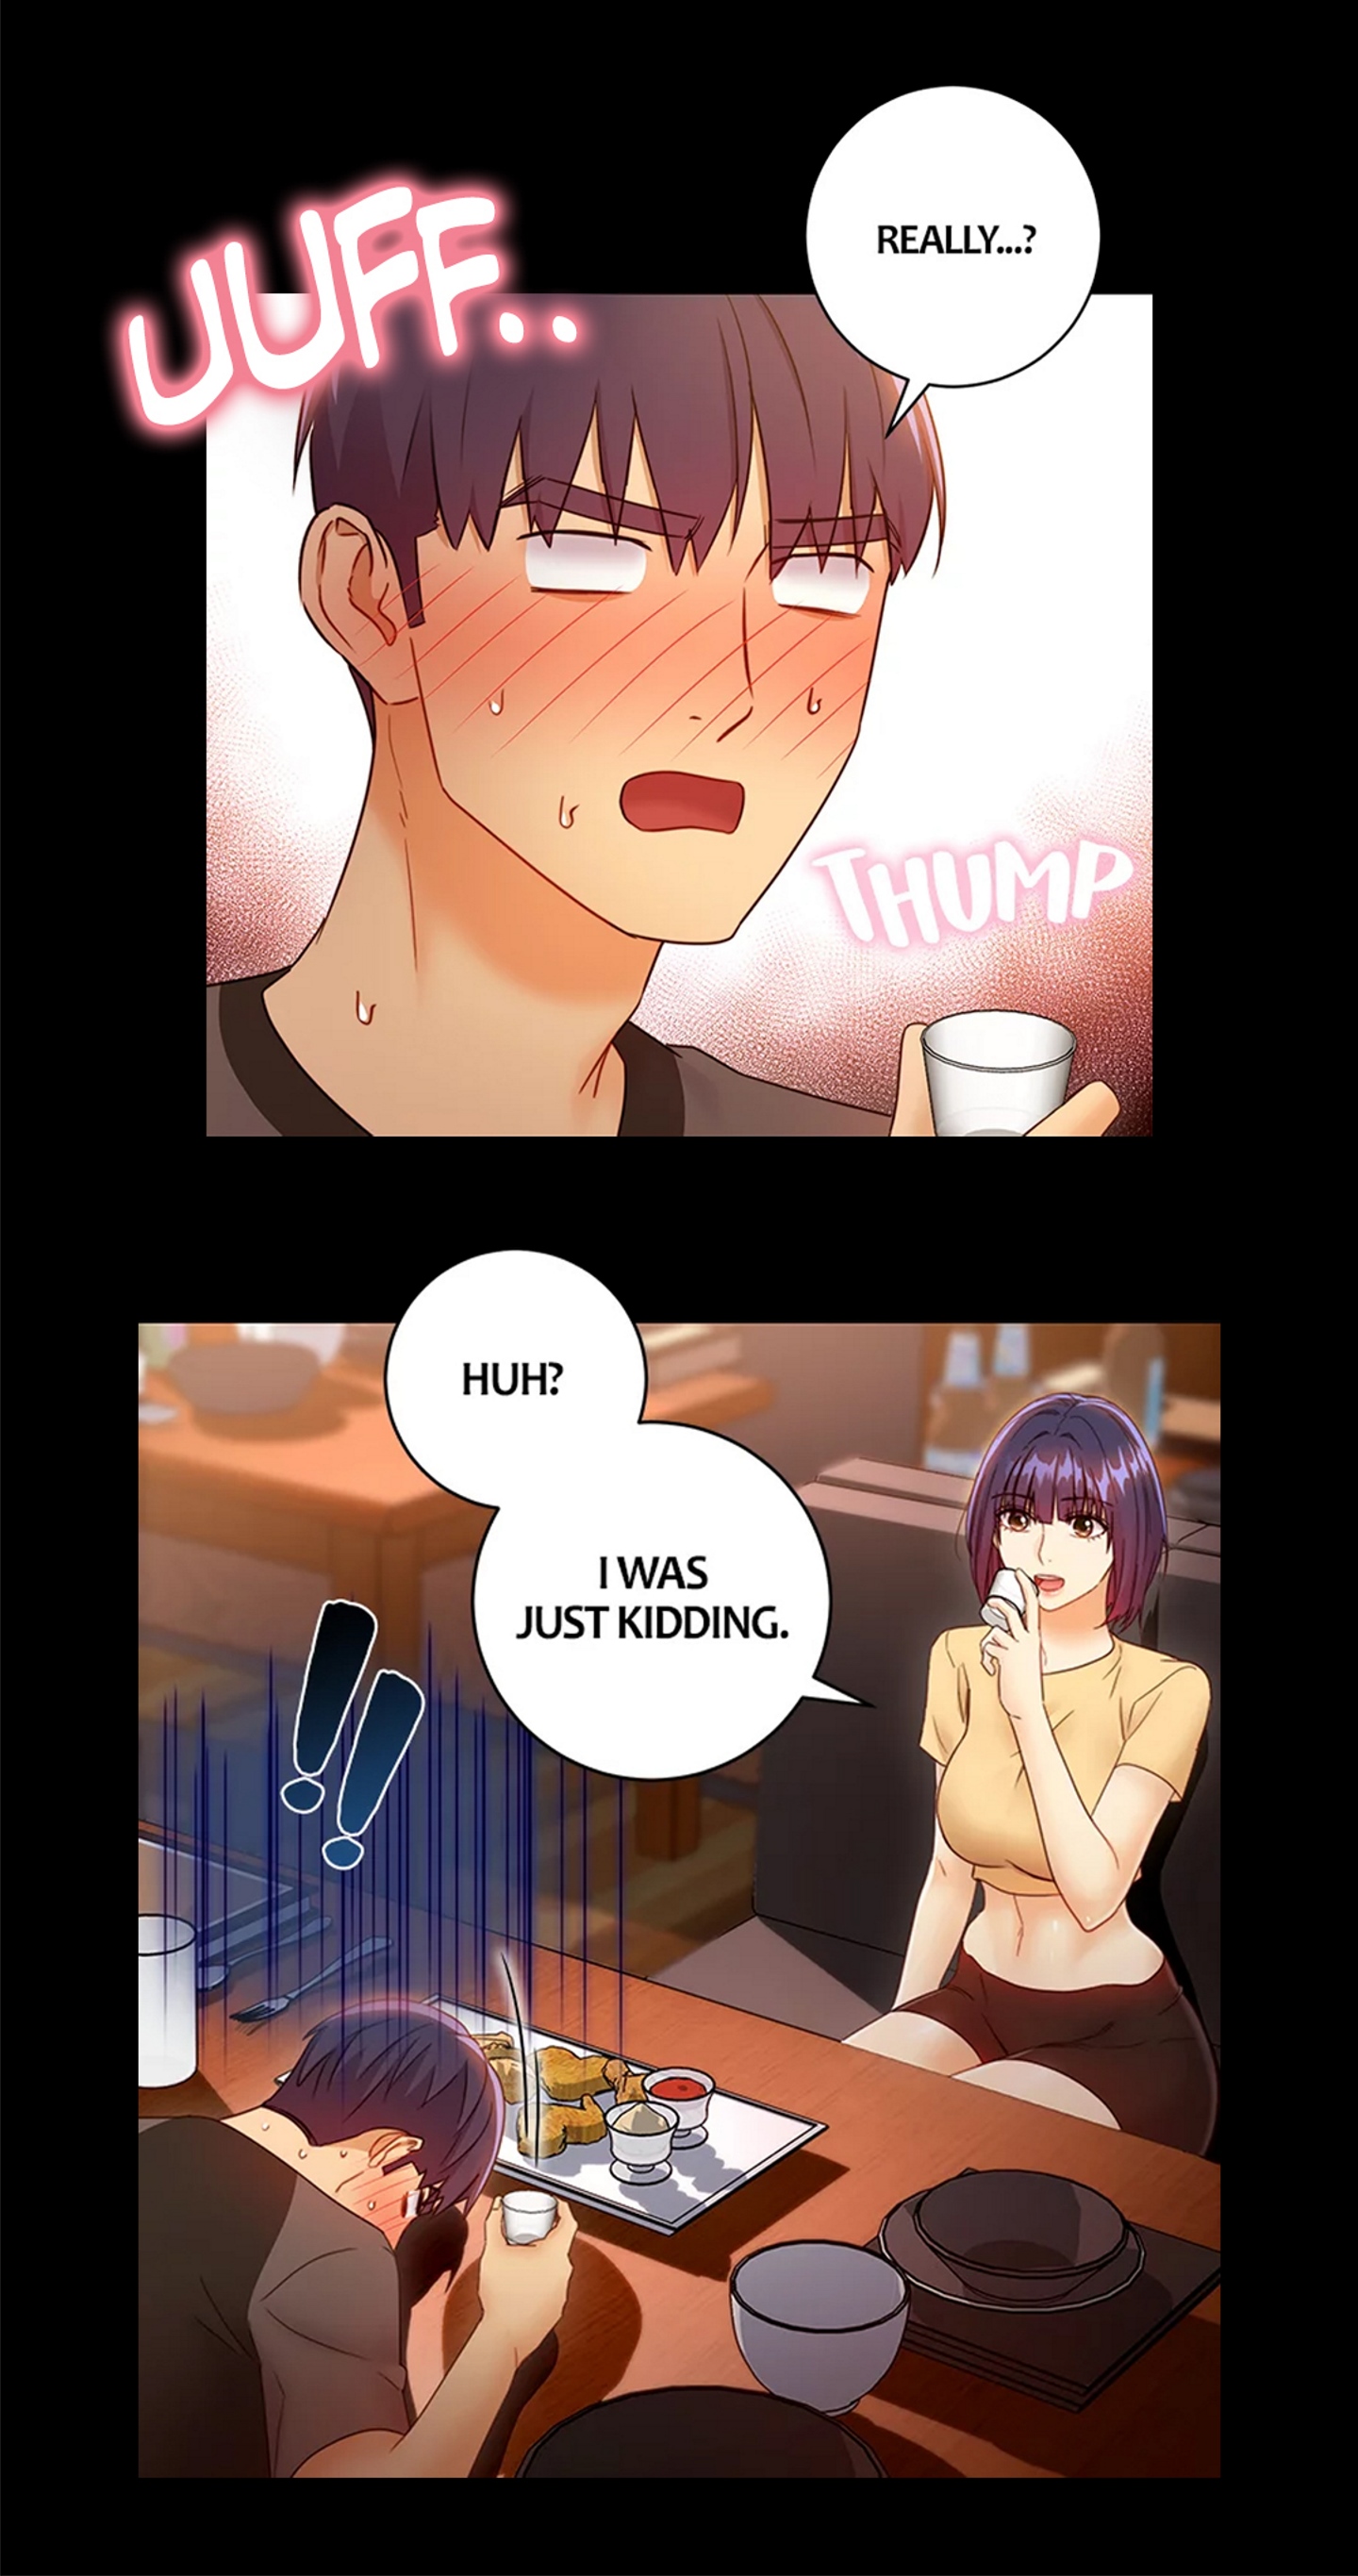 REALLY...?
UUFF..
THUMP
HUH?
I WAS
JUST KIDDING.
!!